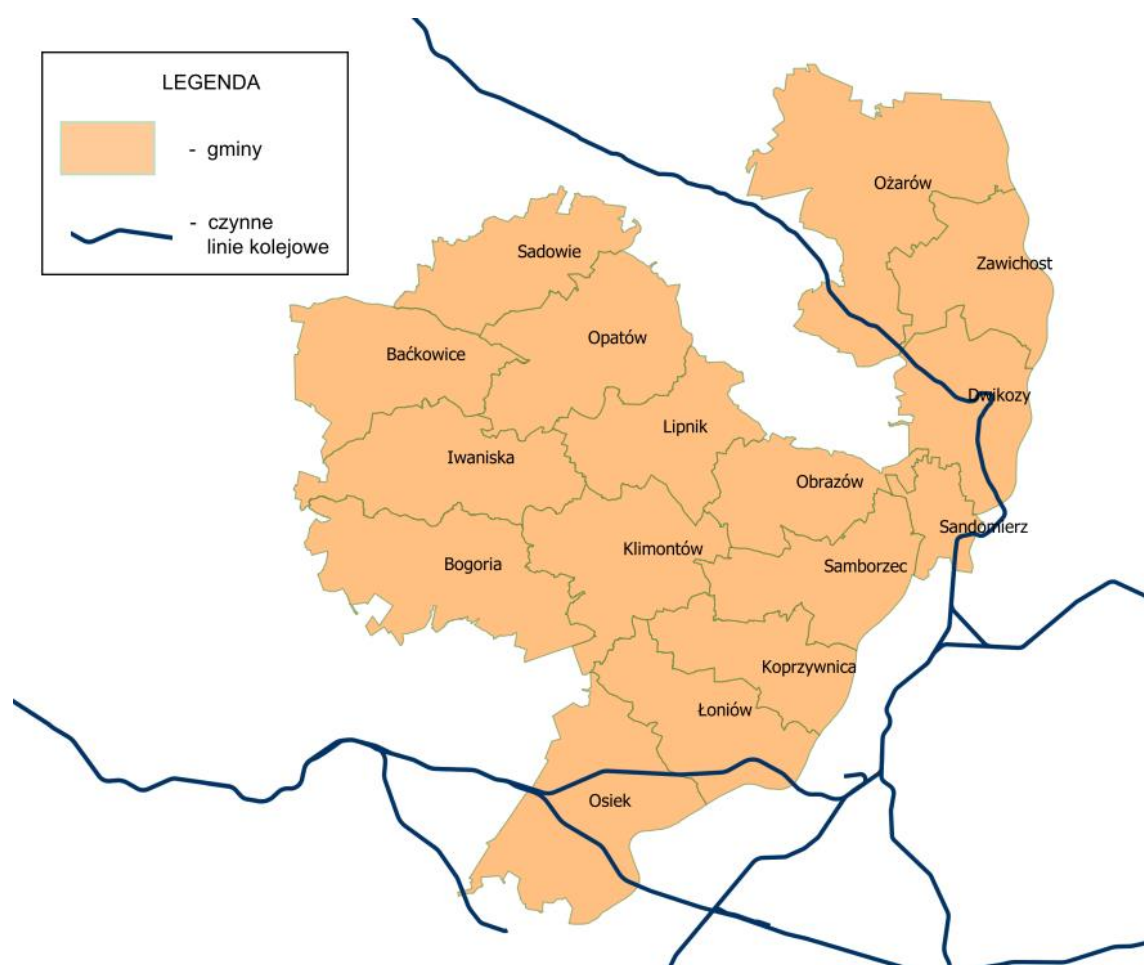 LEGENDA
- gminy
- czynne
linie kolejowe
Ożarów
Sadowie
Zawichost
Opatów
Baćkowice
Dwikozy
Lipnik
Iwaniska
Obrazów
Sandomierz
Klimontów
Bogoria
Samborzec
Koprzywnica
Łoniów
Osiek